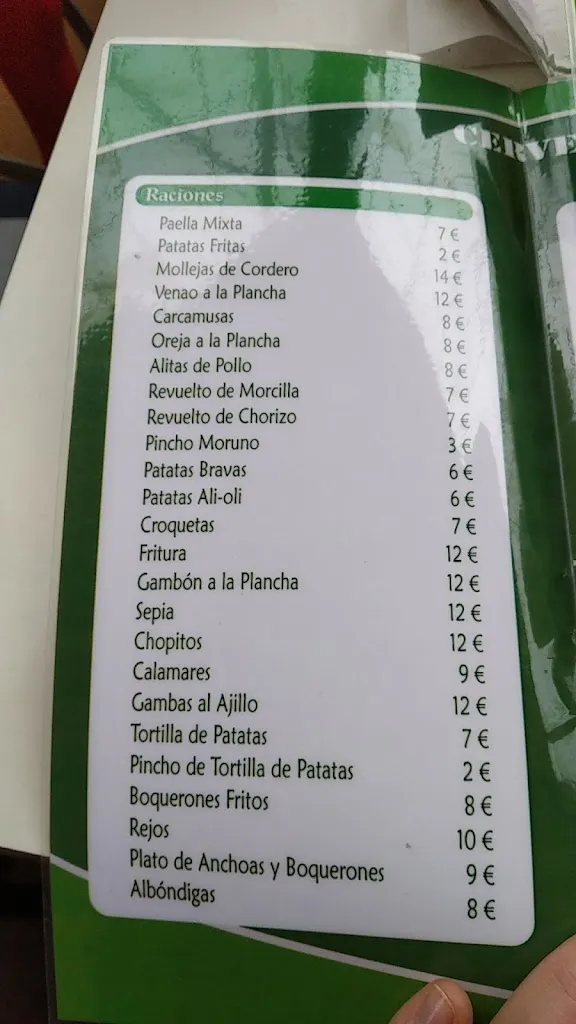 CERVE
Raciones
Paella Mixta 7 €
Patatas Fritas 2 €
Mollejas de Cordero 14 €
Venao a la Plancha 12 €
Carcamusas 8 €
Oreja a la Plancha 8 €
Alitas de Pollo 8 €
Revuelto de Morcilla 7 €
Revuelto de Chorizo 7 €
Pincho Moruno 3 €
Patatas Bravas 6 €
Patatas Ali-oli 6 €
Croquetas 7 €
Fritura 12 €
Gambón a la Plancha 12 €
Sepia 12 €
Chopitos 12 €
Calamares 9 €
Gambas al Ajillo 12 €
Tortilla de Patatas 7 €
Pincho de Tortilla de Patatas 2 €
Boquerones Fritos 8 €
Rejos 10 €
Plato de Anchoas y Boquerones 9 €
Albóndigas 8 €